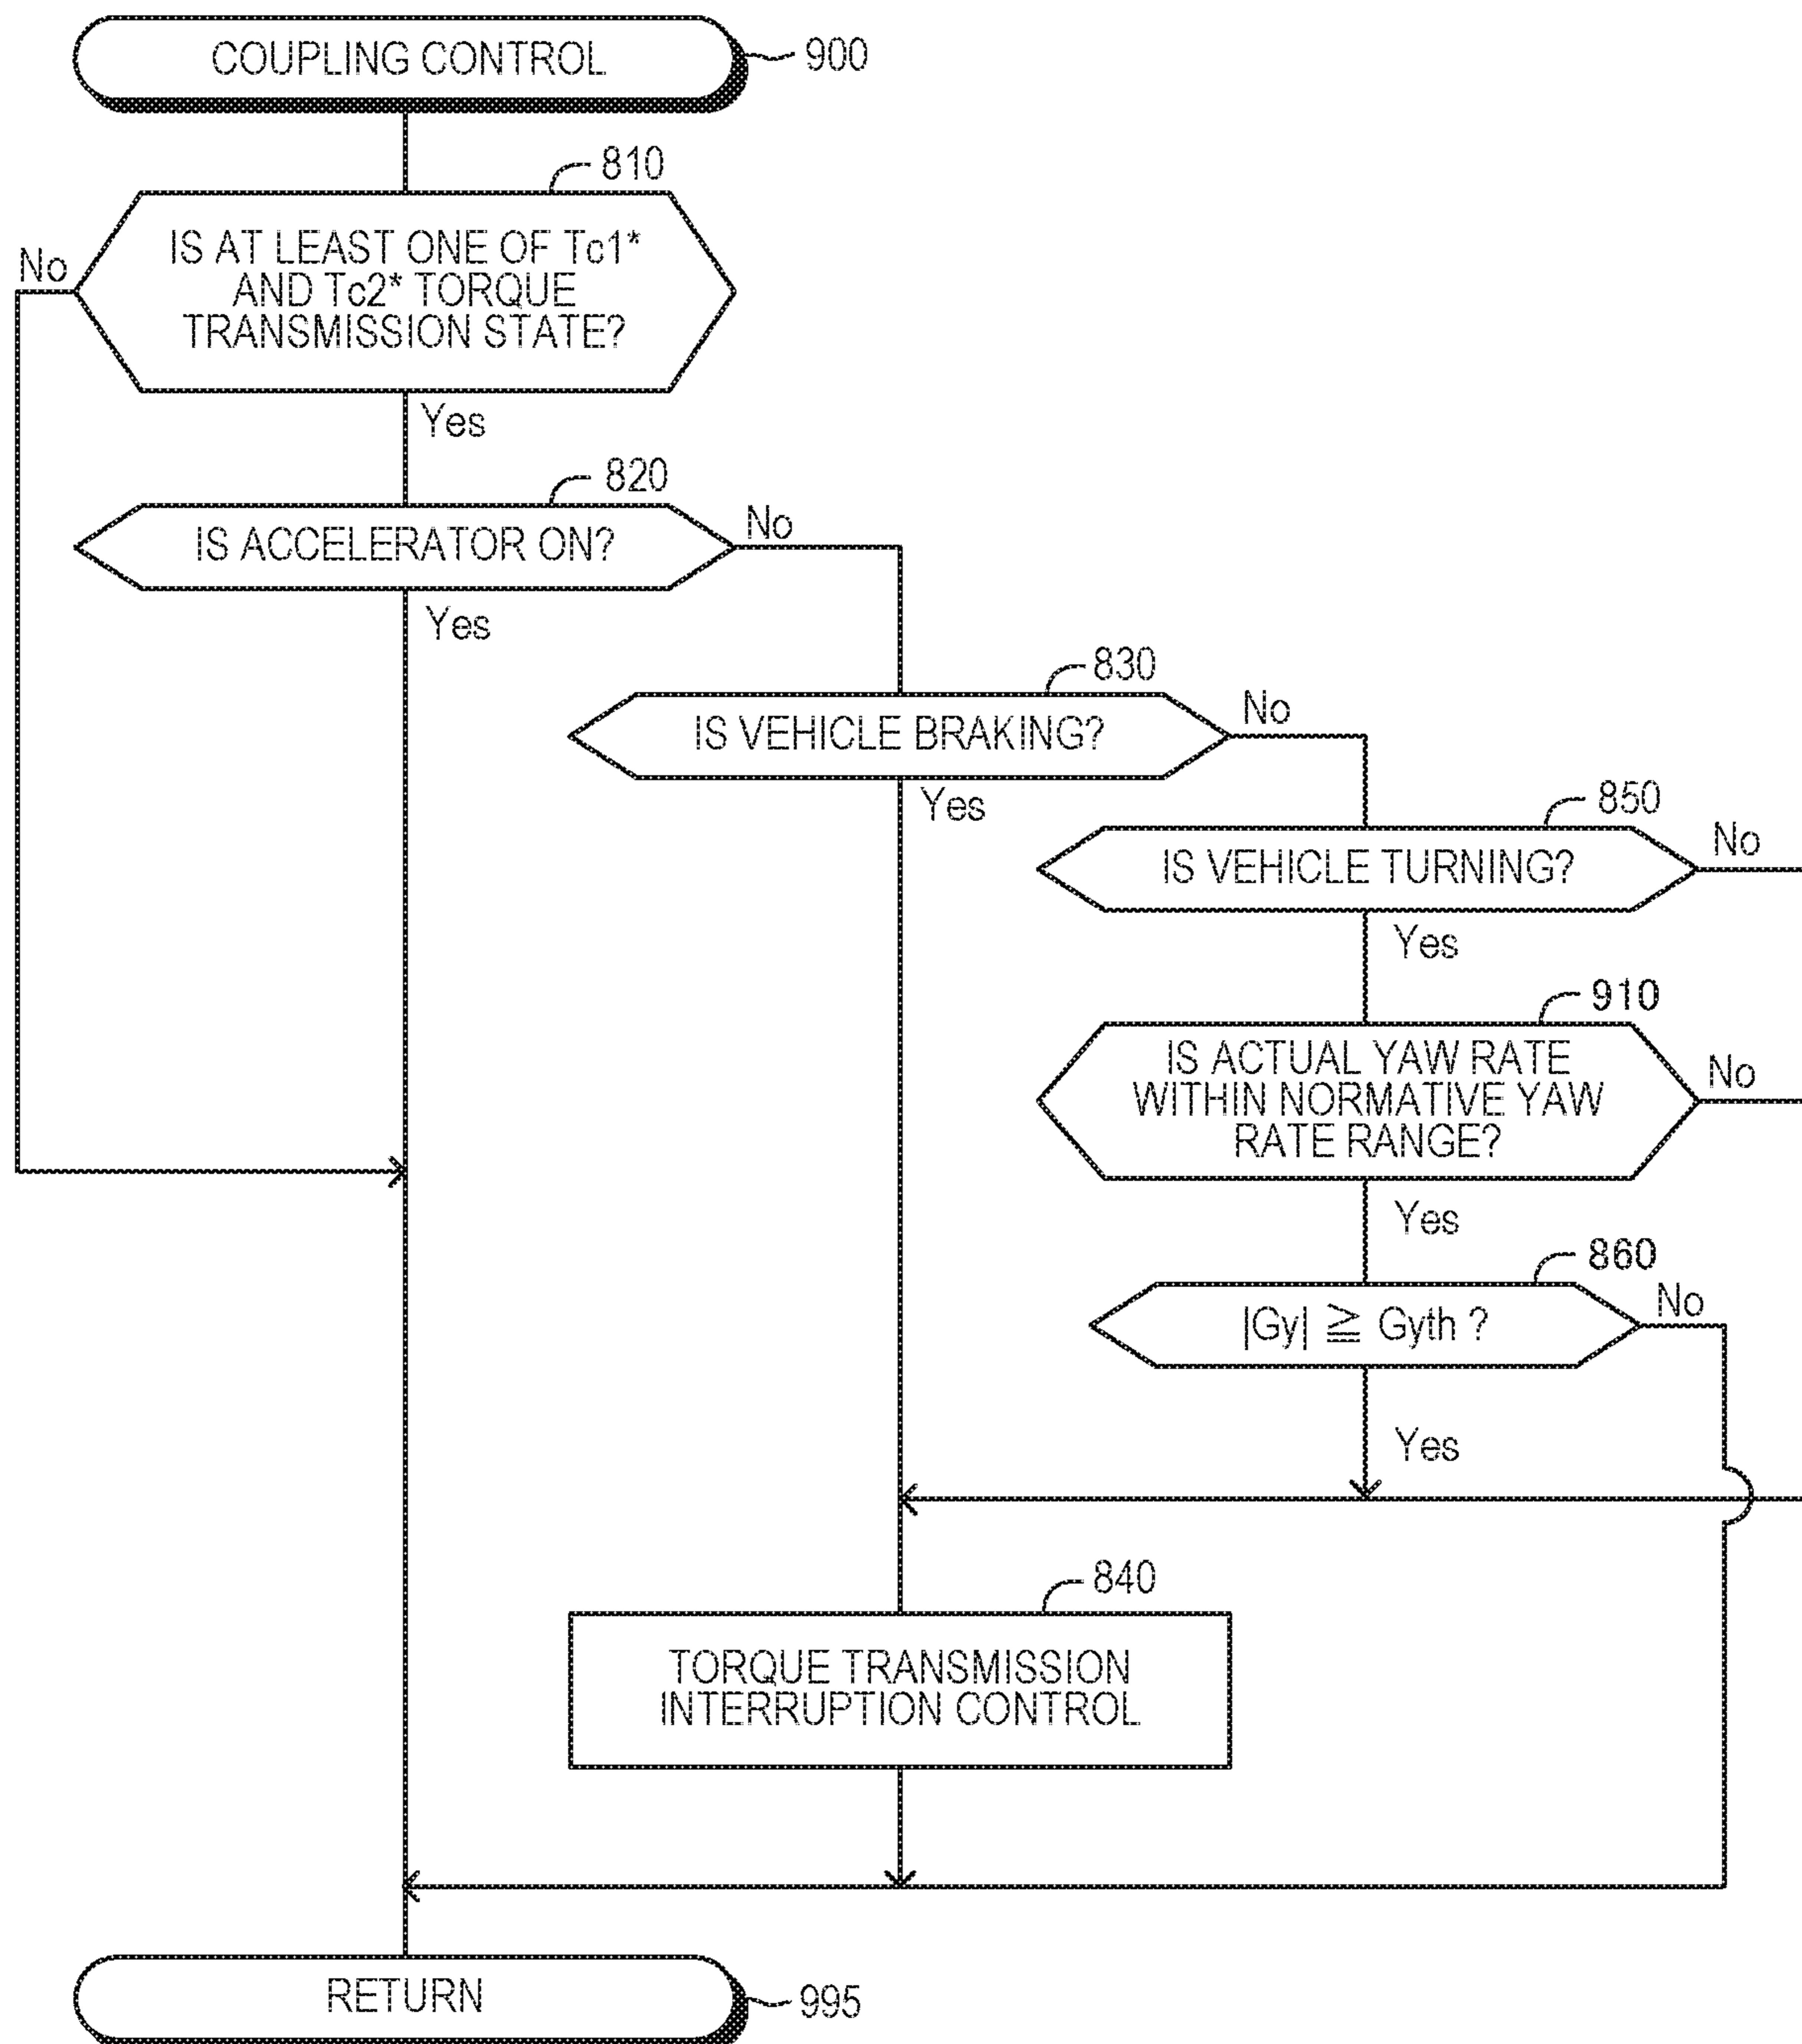 COUPLING CONTROL
900
810
IS AT LEAST ONE OF Tc1*
AND Tc2* TORQUE
TRANSMISSION STATE?
No
Yes
820
IS ACCELERATOR ON?
No
Yes
830
IS VEHICLE BRAKING?
No
Yes
850
IS VEHICLE TURNING?
No
Yes
910
IS ACTUAL YAW RATE
WITHIN NORMATIVE YAW
RATE RANGE?
No
Yes
860
|Gy| ≧ Gyth ?
No
Yes
840
TORQUE TRANSMISSION
INTERRUPTION CONTROL
RETURN
995